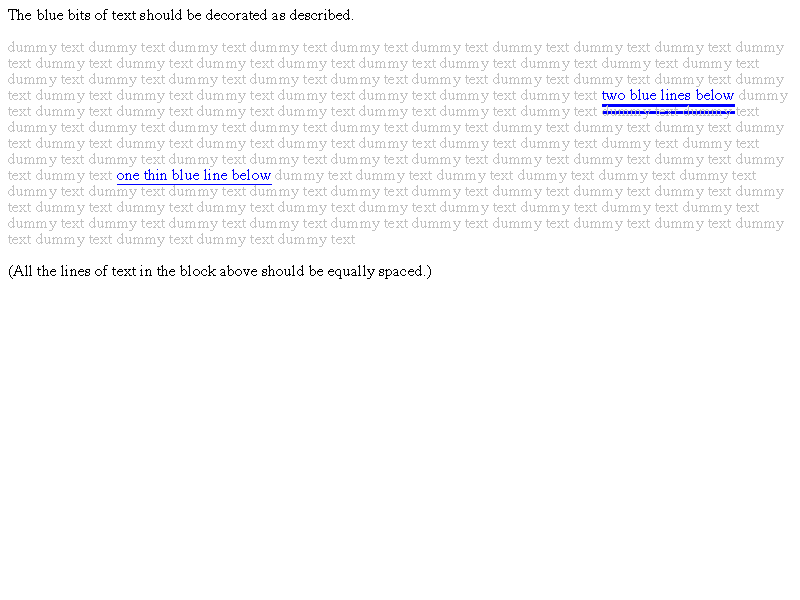 The blue bits of text should be decorated as described.
dummy text dummy text dummy text dummy text dummy text dummy text dummy text dummy text dummy text dummy
text dummy text dummy text dummy text dummy text dummy text dummy text dummy text dummy text dummy text
dummy text dummy text dummy text dummy text dummy text dummy text dummy text dummy text dummy text dummy
text dummy text dummy text dummy text dummy text dummy text dummy text dummy text two blue lines below dummy
text dummy text dummy text dummy text dummy text dummy text dummy text dummy text dummy text dummy text
dummy text dummy text dummy text dummy text dummy text dummy text dummy text dummy text dummy text dummy
text dummy text dummy text dummy text dummy text dummy text dummy text dummy text dummy text dummy text
dummy text dummy text dummy text dummy text dummy text dummy text dummy text dummy text dummy text dummy
text dummy text one thin blue line below dummy text dummy text dummy text dummy text dummy text dummy text
dummy text dummy text dummy text dummy text dummy text dummy text dummy text dummy text dummy text dummy
text dummy text dummy text dummy text dummy text dummy text dummy text dummy text dummy text dummy text
dummy text dummy text dummy text dummy text dummy text dummy text dummy text dummy text dummy text dummy
text dummy text dummy text dummy text dummy text
(All the lines of text in the block above should be equally spaced.)